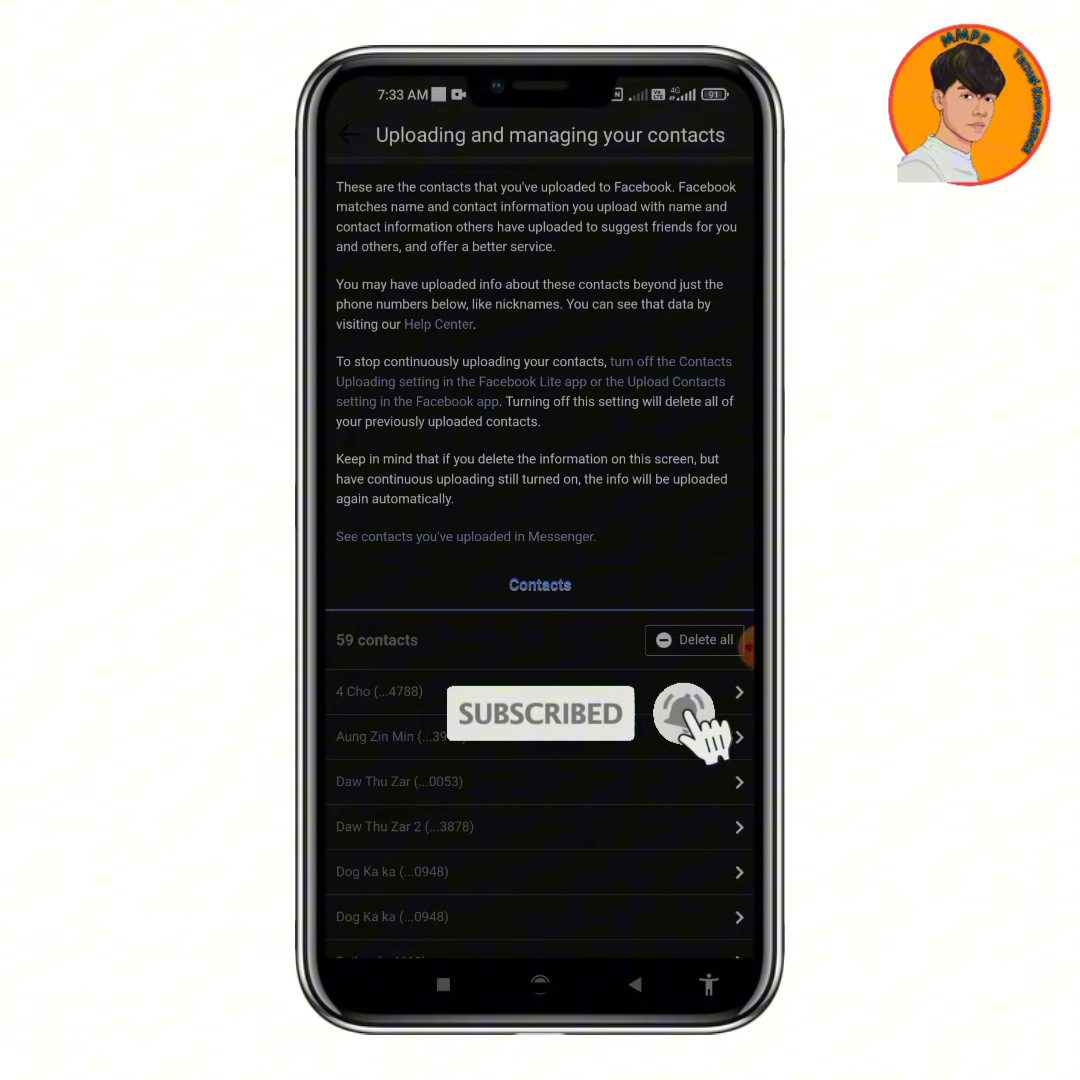 MMPP
Techno Knowledge
7:33 AM
4G
91
Uploading and managing your contacts
These are the contacts that you've uploaded to Facebook. Facebook
matches name and contact information you upload with name and
contact information others have uploaded to suggest friends for you
and others, and offer a better service.
You may have uploaded info about these contacts beyond just the
phone numbers below, like nicknames. You can see that data by
visiting our Help Center.
To stop continuously uploading your contacts, turn off the Contacts
Uploading setting in the Facebook Lite app or the Upload Contacts
setting in the Facebook app. Turning off this setting will delete all of
your previously uploaded contacts.
Keep in mind that if you delete the information on this screen, but
have continuous uploading still turned on, the info will be uploaded
again automatically.
See contacts you've uploaded in Messenger.
Contacts
59 contacts
Delete all
4 Cho (...4788)
SUBSCRIBED
Aung Zin Min (...39
Daw Thu Zar (...0053)
Daw Thu Zar 2 (...3878)
Dog Ka ka (...0948)
Dog Ka ka (...0948)